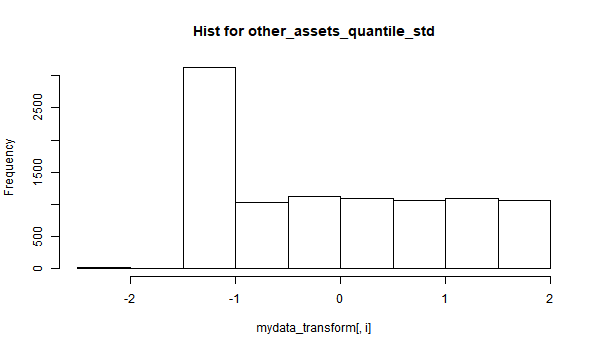 Hist for other_assets_quantile_std
Frequency
2500
1500
500
0
-2 -1 0 1 2
mydata_transform[, i]